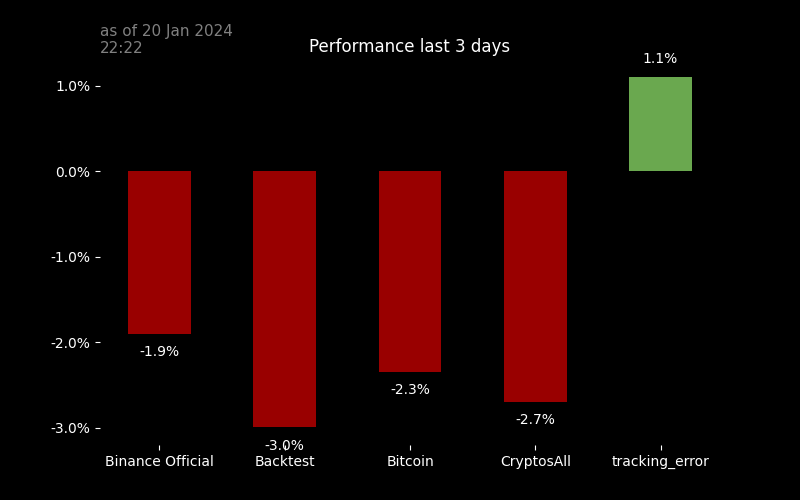 as of 20 Jan 2024
22:22
Performance last 3 days
1.1%
1.0%
0.0%
-1.0%
-2.0%
-3.0%
-1.9%
-3.0%
-2.3%
-2.7%
Binance Official
Backtest
Bitcoin
CryptosAll
tracking_error